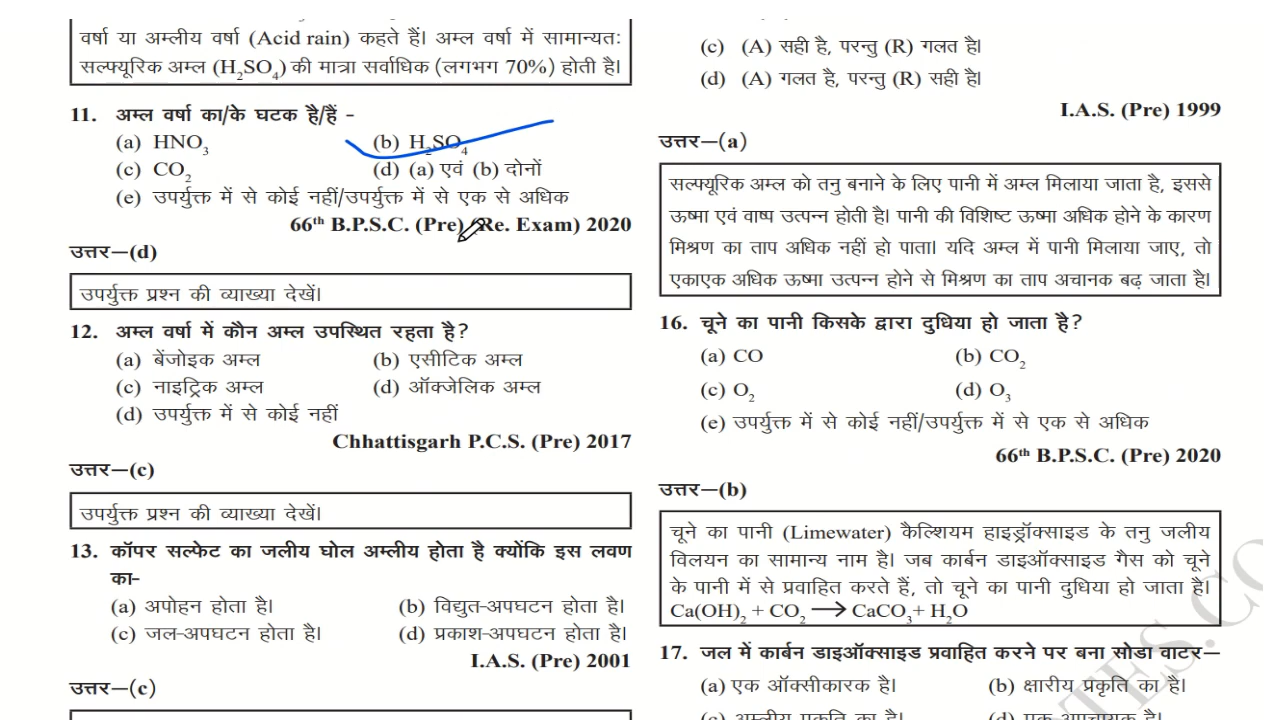 वर्षा या अम्लीय वर्षा (Acid rain) कहते हैं। अम्ल वर्षा में सामान्यतः
सल्फ्यूरिक अम्ल (H₂SO₄) की मात्रा सर्वाधिक (लगभग 70%) होती है।
11. अम्ल वर्षा का/के घटक है/हैं -
(a) HNO₃ (b) H₂SO₄
(c) CO₂ (d) (a) एवं (b) दोनों
(e) उपर्युक्त में से कोई नहीं/उपर्युक्त में से एक से अधिक
66th B.P.S.C. (Pre) (Re. Exam) 2020
उत्तर—(d)
उपर्युक्त प्रश्न की व्याख्या देखें।
12. अम्ल वर्षा में कौन अम्ल उपस्थित रहता है?
(a) बेंजोइक अम्ल (b) एसीटिक अम्ल
(c) नाइट्रिक अम्ल (d) ऑक्जेलिक अम्ल
(d) उपर्युक्त में से कोई नहीं
Chhattisgarh P.C.S. (Pre) 2017
उत्तर—(c)
उपर्युक्त प्रश्न की व्याख्या देखें।
13. कॉपर सल्फेट का जलीय घोल अम्लीय होता है क्योंकि इस लवण
का-
(a) अपोहन होता है। (b) विद्युत-अपघटन होता है।
(c) जल-अपघटन होता है। (d) प्रकाश-अपघटन होता है।
I.A.S. (Pre) 2001
उत्तर—(c)
(c) (A) सही है, परन्तु (R) गलत है।
(d) (A) गलत है, परन्तु (R) सही है।
I.A.S. (Pre) 1999
उत्तर—(a)
सल्फ्यूरिक अम्ल को तनु बनाने के लिए पानी में अम्ल मिलाया जाता है, इससे
ऊष्मा एवं वाष्प उत्पन्न होती है। पानी की विशिष्ट ऊष्मा अधिक होने के कारण
मिश्रण का ताप अधिक नहीं हो पाता। यदि अम्ल में पानी मिलाया जाए, तो
एकाएक अधिक ऊष्मा उत्पन्न होने से मिश्रण का ताप अचानक बढ़ जाता है।
16. चूने का पानी किसके द्वारा दुधिया हो जाता है?
(a) CO (b) CO₂
(c) O₂ (d) O₃
(e) उपर्युक्त में से कोई नहीं/उपर्युक्त में से एक से अधिक
66th B.P.S.C. (Pre) 2020
उत्तर—(b)
चूने का पानी (Limewater) कैल्शियम हाइड्रॉक्साइड के तनु जलीय
विलयन का सामान्य नाम है। जब कार्बन डाइऑक्साइड गैस को चूने
के पानी में से प्रवाहित करते हैं, तो चूने का पानी दुधिया हो जाता है।
Ca(OH)₂ + CO₂ → CaCO₃ + H₂O
17. जल में कार्बन डाइऑक्साइड प्रवाहित करने पर बना सोडा वाटर—
(a) एक ऑक्सीकारक है। (b) क्षारीय प्रकृति का है।
(c) अम्लीय प्रकृति का है। (d) एक अपचायक है।